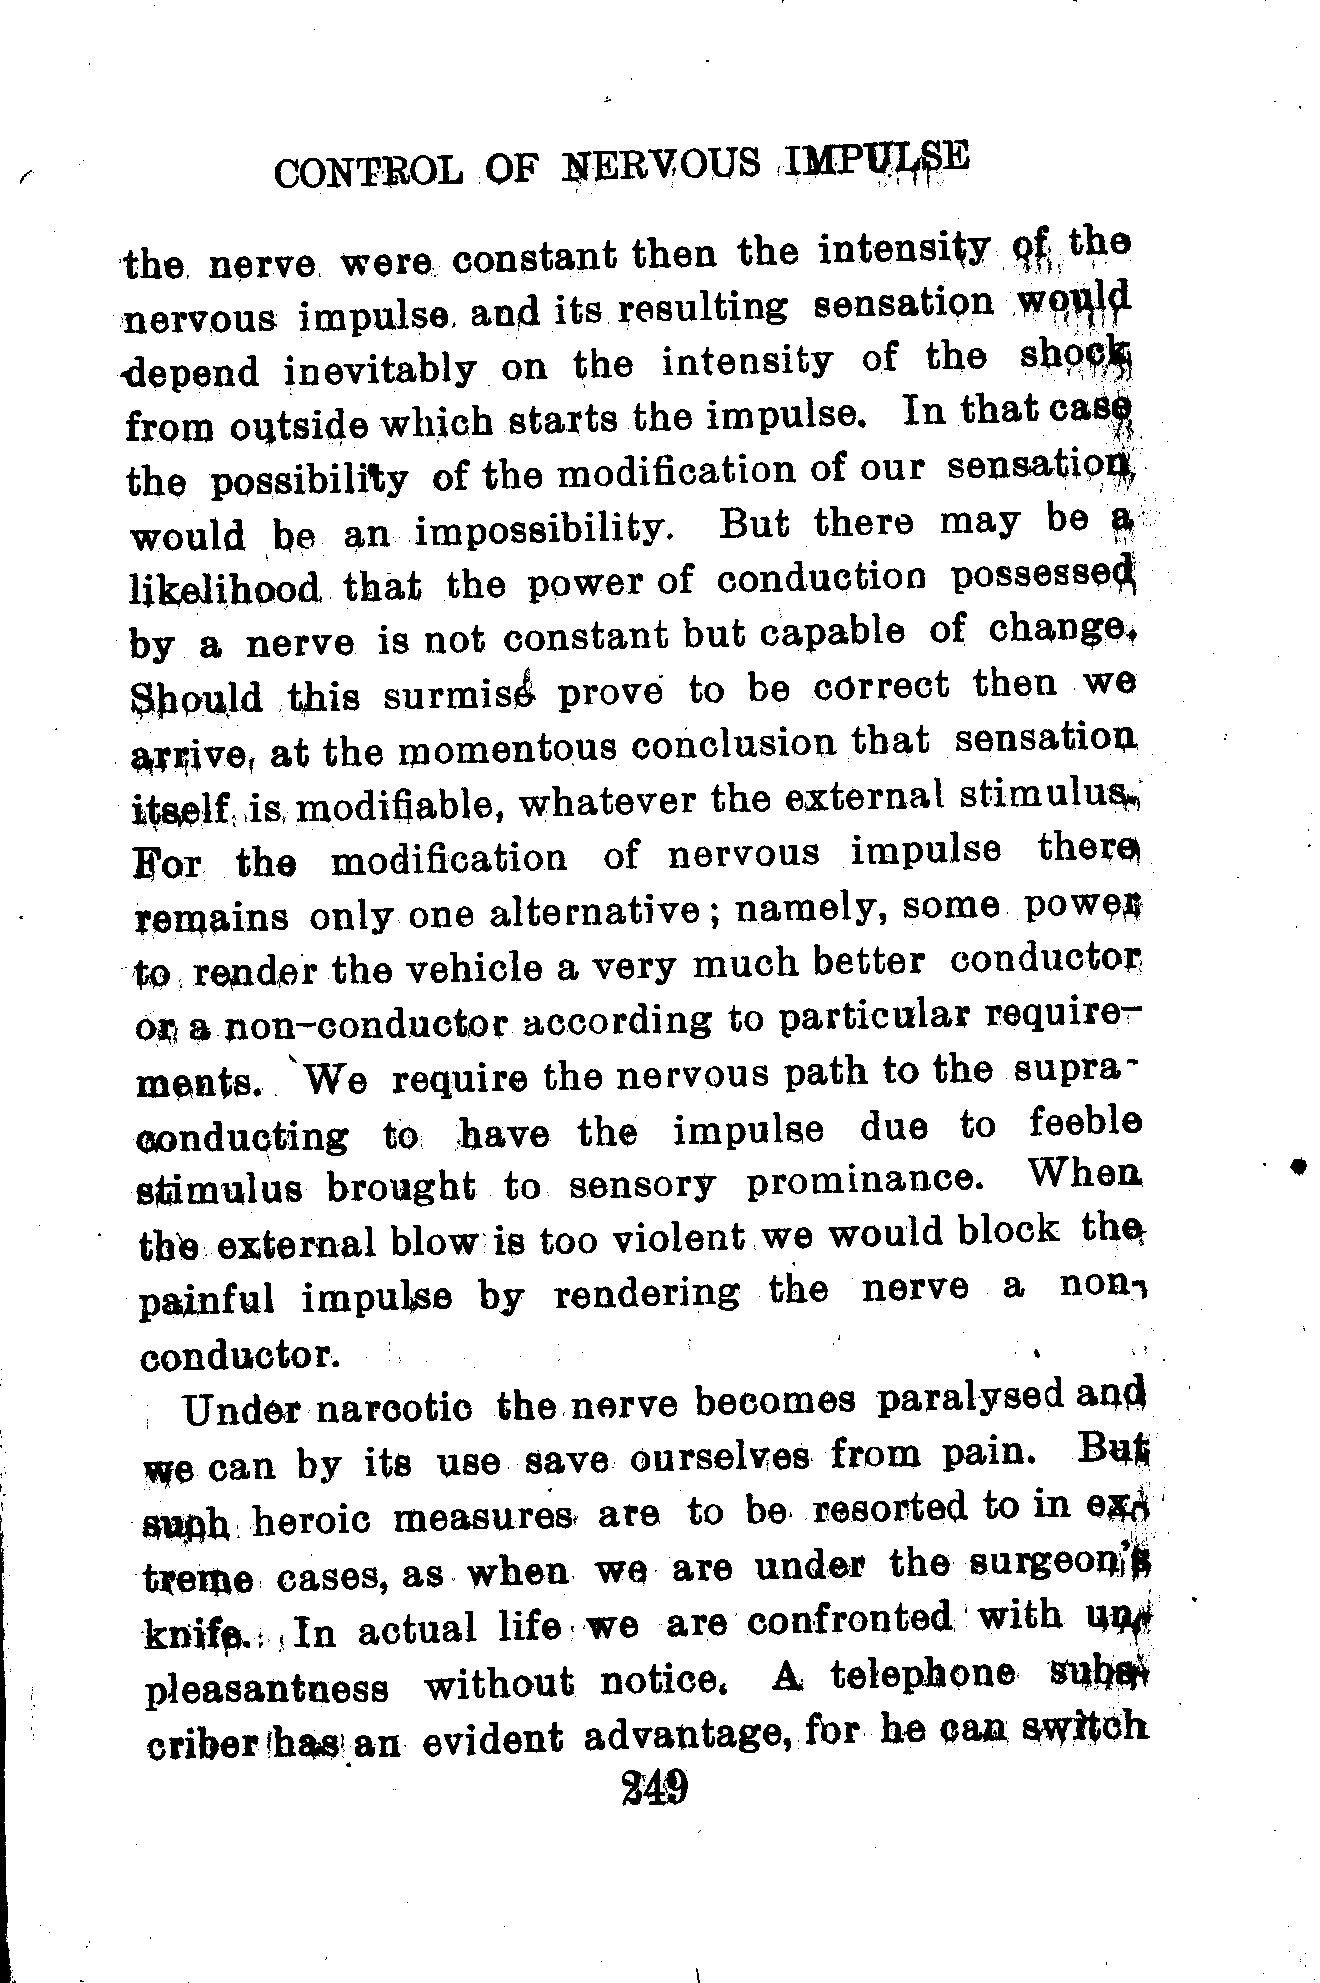 CONTROL OF NERVOUS IMPULSE
the nerve were constant then the intensity of the
nervous impulse and its resulting sensation would
depend inevitably on the intensity of the shock
from outside which starts the impulse. In that case
the possibility of the modification of our sensation
would be an impossibility. But there may be a
likelihood that the power of conduction possessed
by a nerve is not constant but capable of change.
Should this surmise prove to be correct then we
arrive, at the momentous conclusion that sensation
itself is modifiable, whatever the external stimulus.
For the modification of nervous impulse there
remains only one alternative; namely, some power
to render the vehicle a very much better conductor
or a non-conductor according to particular require-
ments. We require the nervous path to the supra-
conducting to have the impulse due to feeble
stimulus brought to sensory prominance. When
the external blow is too violent we would block the
painful impulse by rendering the nerve a non-
conductor.
Under narcotic the nerve becomes paralysed and
we can by its use save ourselves from pain. But
such heroic measures are to be resorted to in ex-
treme cases, as when we are under the surgeon's
knife. In actual life we are confronted with un-
pleasantness without notice. A telephone subs-
criber has an evident advantage, for he can switch
249